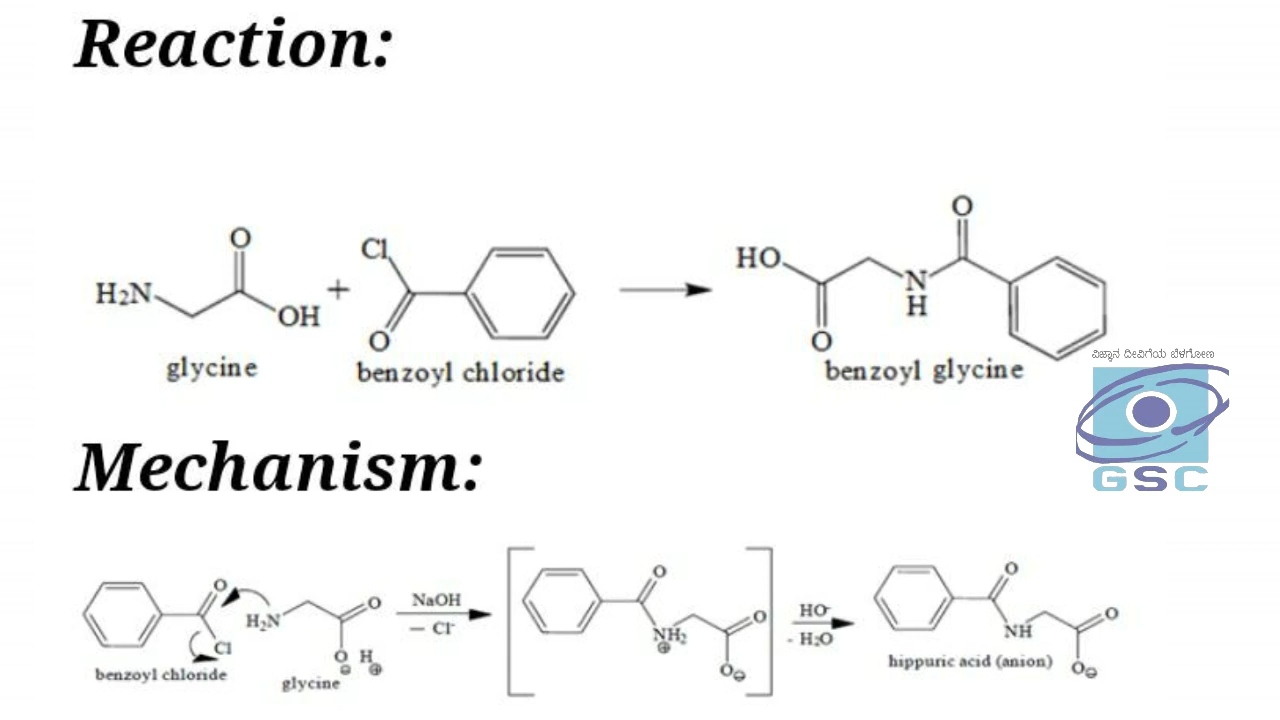 Reaction:
O
H2N
OH
+
Cl
O
HO
O
N
H
O
glycine
benzoyl chloride
benzoyl glycine
ವಿಜ್ಞಾನ ದೀವಿಗೆಯ ಬೆಳಗೋಣ
GSC
Mechanism:
O
Cl
benzoyl chloride
H2N
O
O
⊖
H
⊕
glycine
NaOH
— Cl-
O
NH2
⊕
O
O⊖
HO-
- H2O
O
NH
O
O⊖
hippuric acid (anion)